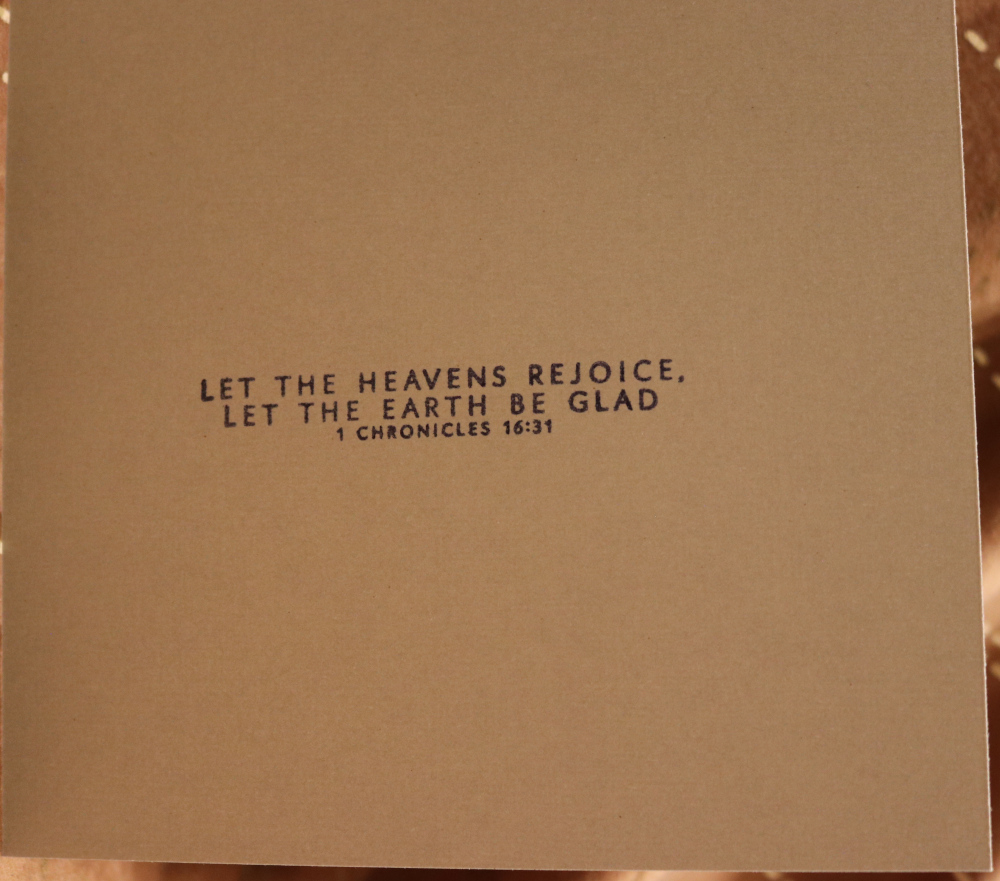 LET THE HEAVENS REJOICE,
LET THE EARTH BE GLAD
1 CHRONICLES 16:31